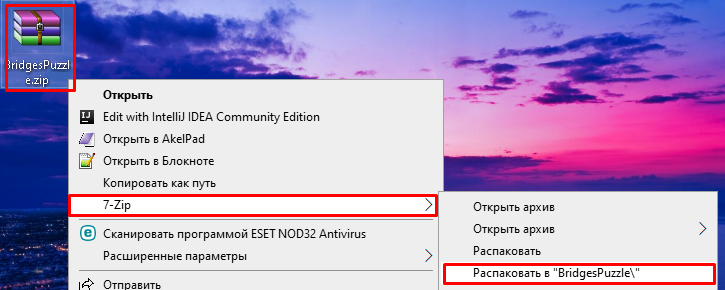 BridgesPuzzl
e.zip
Открыть
Edit with IntelliJ IDEA Community Edition
Открыть в AkelPad
Открыть в Блокноте
Копировать как путь
7-Zip
Сканировать программой ESET NOD32 Antivirus
Расширенные параметры
Отправить
Открыть архив
Открыть архив
Распаковать
Распаковать в "BridgesPuzzle\"